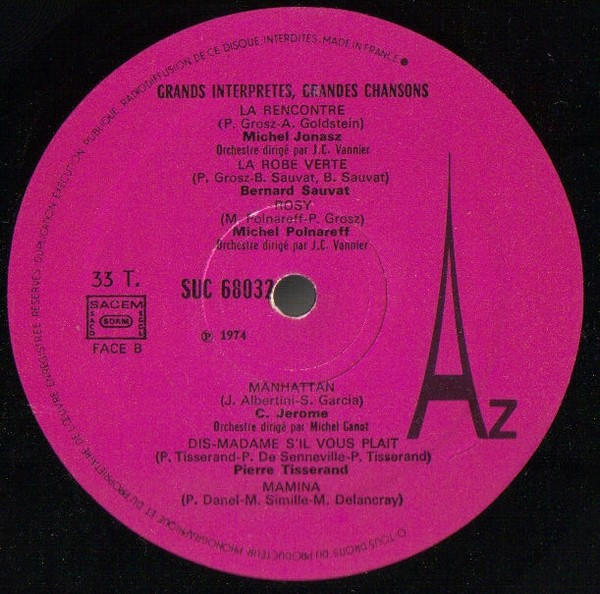 RADIODIFFUSION DE CE DISQUE INTERDITES. MADE IN FRANCE
GRANDS INTERPRETES, GRANDES CHANSONS
LA RENCONTRE
(P. Grosz-A. Goldstein)
Michel Jonasz
Orchestre dirigé par J.C. Vannier
LA ROBE VERTE
(P. Grosz-B. Sauvat, B. Sauvat)
Bernard Sauvat
ROSY
(M. Polnareff-P. Grosz)
Michel Polnareff
Orchestre dirigé par J.C. Vannier
33 T.
SUC 68032
SACEM
SACD
SDRM
SGDL
FACE B
℗ 1974
MANHATTAN
(J. Albertini-S. Garcia)
C. Jerome
Orchestre dirigé par Michel Ganot
DIS-MADAME S'IL VOUS PLAIT
(P. Tisserand-P. De Senneville-P. Tisserand)
Pierre Tisserand
MAMINA
(P. Danel-M. Simille-M. Delancray)
AZ
TOUS DROITS DU PRODUCTEUR PHONOGRAPHIQUE ET DU PROPRIETAIRE DE L'ŒUVRE ENREGISTREE RESERVES. DUPLICATION EXECUTION PUBLIQUE